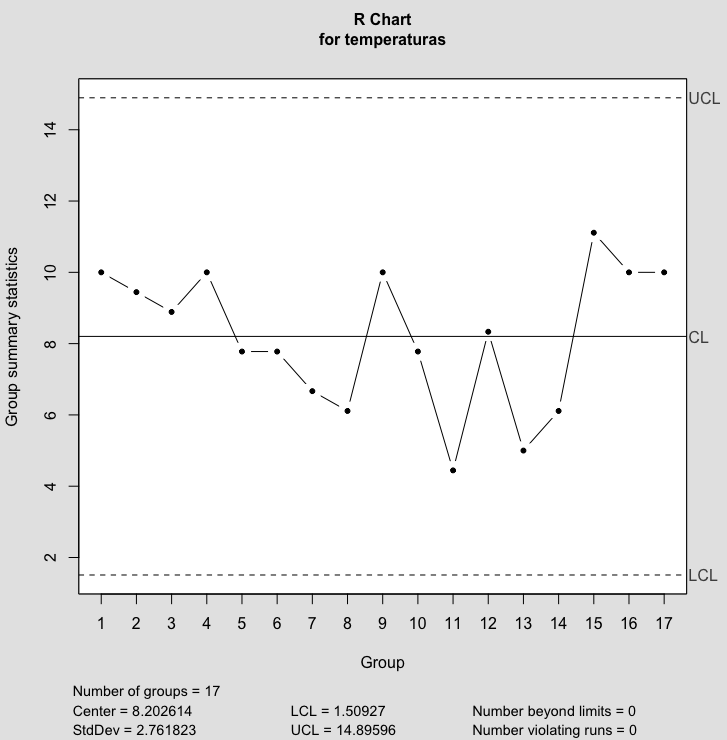 R Chart
for temperaturas
UCL
14
12
10
8
6
4
2
CL
LCL
Group summary statistics
1 2 3 4 5 6 7 8 9 10 11 12 13 14 15 16 17
Group
Number of groups = 17
Center = 8.202614 LCL = 1.50927 Number beyond limits = 0
StdDev = 2.761823 UCL = 14.89596 Number violating runs = 0